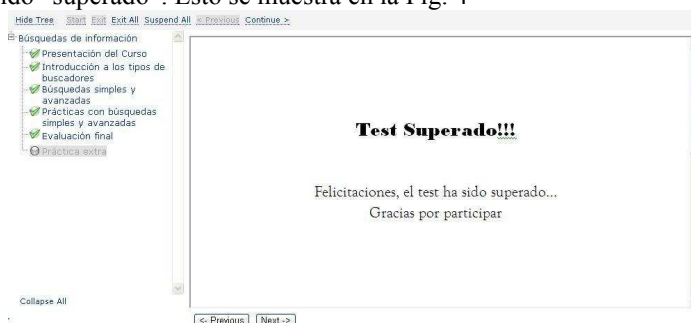 ido "superado". Esto se muestra en la Fig. 4
Hide Tree Start Exit Exit All Suspend All < Previous Continue >
Búsquedas de información
Presentación del Curso
Introducción a los tipos de
buscadores
Búsquedas simples y
avanzadas
Prácticas con búsquedas
simples y avanzadas
Evaluación final
Práctica extra
Test Superado!!!
Felicitaciones, el test ha sido superado...
Gracias por participar
Collapse All
<- Previous Next ->